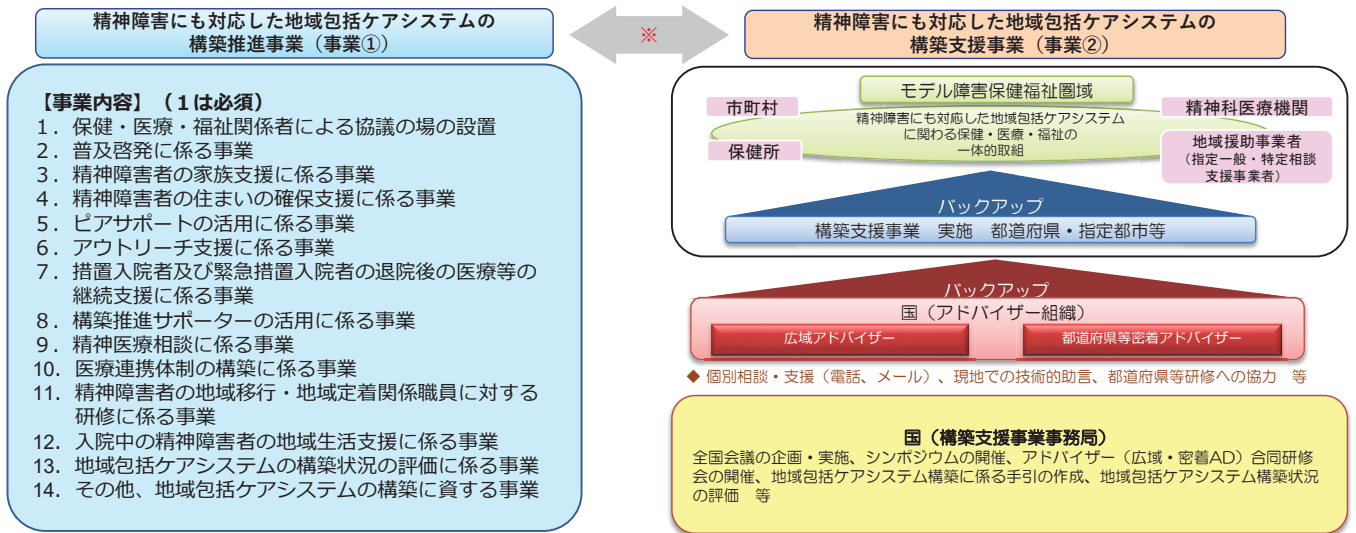 精神障害にも対応した地域包括ケアシステムの
構築推進事業（事業①）
※
精神障害にも対応した地域包括ケアシステムの
構築支援事業（事業②）
【事業内容】（１は必須）
１．保健・医療・福祉関係者による協議の場の設置
２．普及啓発に係る事業
３．精神障害者の家族支援に係る事業
４．精神障害者の住まいの確保支援に係る事業
５．ピアサポートの活用に係る事業
６．アウトリーチ支援に係る事業
７．措置入院者及び緊急措置入院者の退院後の医療等の
継続支援に係る事業
８．構築推進サポーターの活用に係る事業
９．精神医療相談に係る事業
10．医療連携体制の構築に係る事業
11．精神障害者の地域移行・地域定着関係職員に対する
研修に係る事業
12．入院中の精神障害者の地域生活支援に係る事業
13．地域包括ケアシステムの構築状況の評価に係る事業
14．その他、地域包括ケアシステムの構築に資する事業
モデル障害保健福祉圏域
市町村
精神科医療機関
精神障害にも対応した地域包括ケアシステム
に関わる保健・医療・福祉の
一体的取組
保健所
地域援助事業者
（指定一般・特定相談
支援事業者）
バックアップ
構築支援事業　実施　都道府県・指定都市等
バックアップ
国（アドバイザー組織）
広域アドバイザー
都道府県等密着アドバイザー
◆ 個別相談・支援（電話、メール）、現地での技術的助言、都道府県等研修への協力　等
国（構築支援事業事務局）
全国会議の企画・実施、シンポジウムの開催、アドバイザー（広域・密着AD）合同研修
会の開催、地域包括ケアシステム構築に係る手引の作成、地域包括ケアシステム構築状況
の評価　等